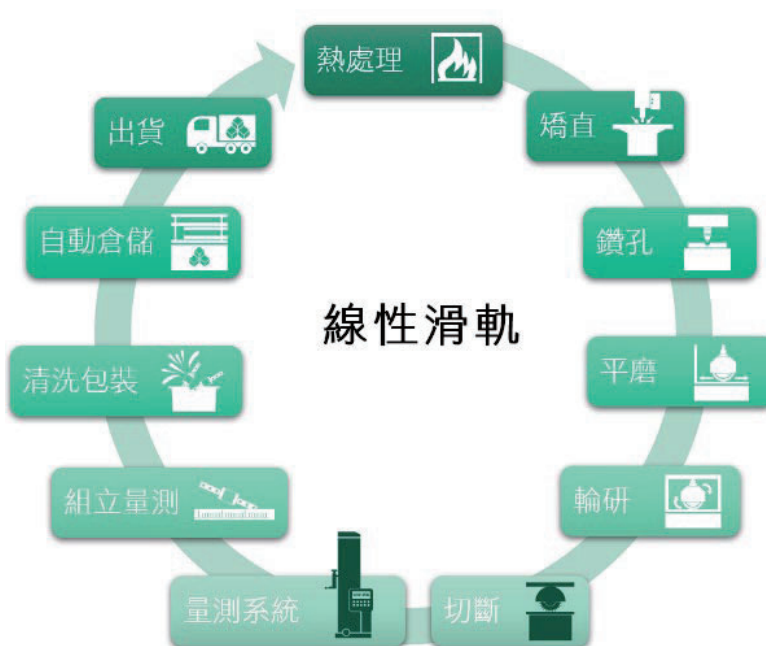 熱處理
矯直
鑽孔
平磨
輪研
切斷
量測系統
組立量測
清洗包裝
自動倉儲
出貨
線性滑軌